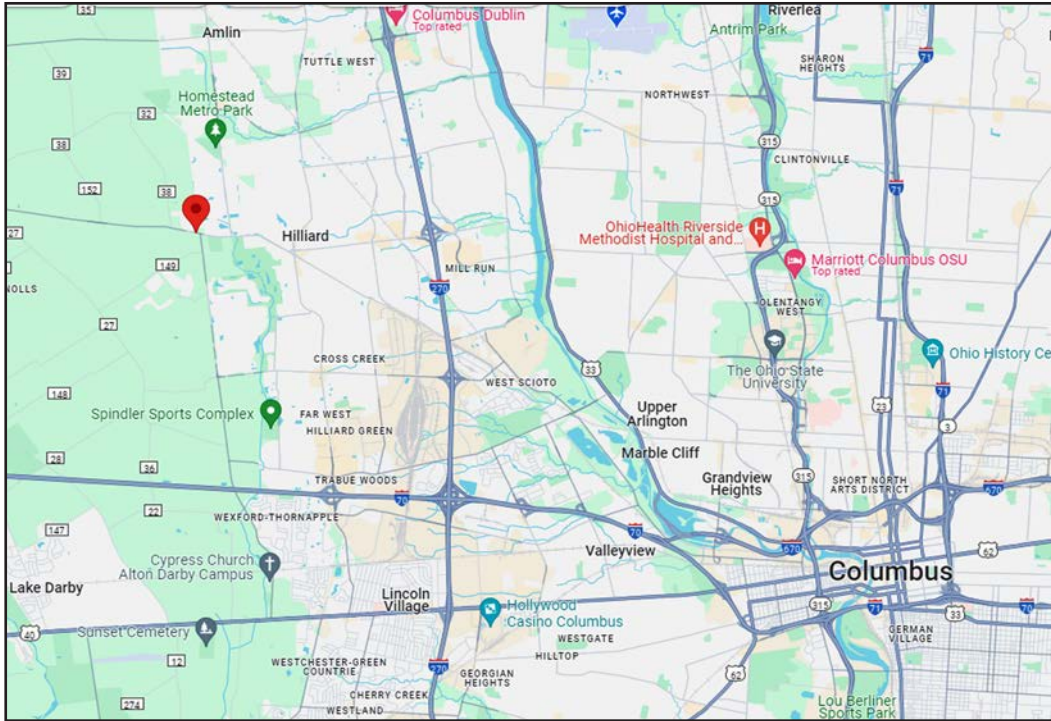 35
Amlin
Columbus Dublin
Top rated
Riverlea
Antrim Park
71
TUTTLE WEST
SHARON
HEIGHTS
39
Homestead
Metro Park
NORTHWEST
32
315
38
CLINTONVILLE
152
38
71
315
27
Hilliard
OhioHealth Riverside
Methodist Hospital and...
149
MILL RUN
Marriott Columbus OSU
Top rated
NOLLS
270
OLENTANGY
WEST
27
CROSS CREEK
33
The Ohio State
University
Ohio History Ce
WEST SCIOTO
71
148
Spindler Sports Complex
FAR WEST
HILLIARD GREEN
Upper
Arlington
23
3
Marble Cliff
28
36
TRABUE WOODS
Grandview
Heights
315
SHORT NORTH
ARTS DISTRICT
670
70
22
WEXFORD-THORNAPPLE
147
70
Valleyview
670
62
Cypress Church
Alton Darby Campus
Columbus
Lake Darby
Lincoln
Village
Hollywood
Casino Columbus
315
71
33
70
40
Sunset Cemetery
WESTGATE
GERMAN
VILLAGE
HILLTOP
12
WESTCHESTER-GREEN
COUNTRIE
270
GEORGIAN
HEIGHTS
62
CHERRY CREEK
Lou Berliner
Sports Park
274
WESTLAND